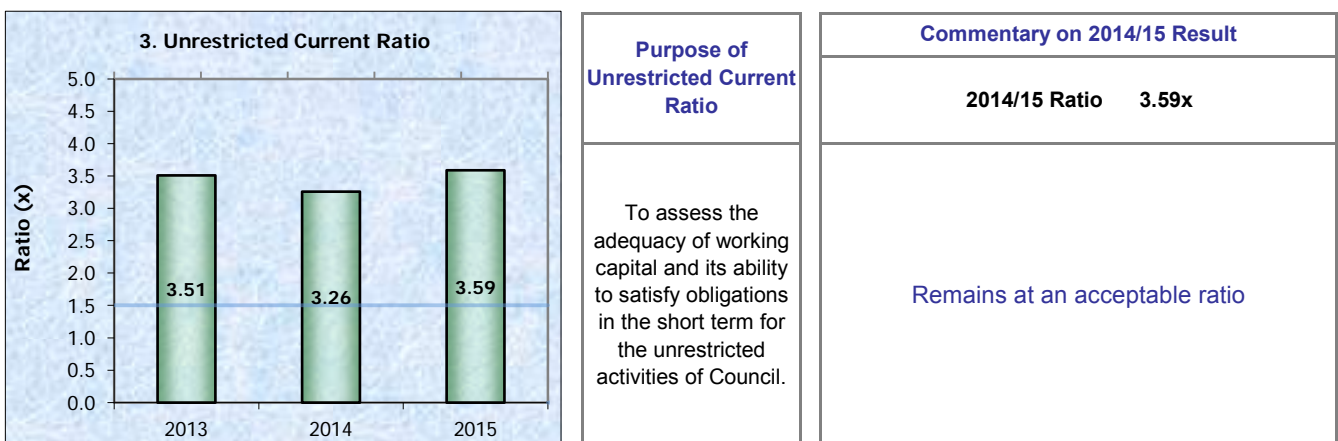 3. Unrestricted Current Ratio
5.0
4.5
4.0
3.5
3.0
2.5
2.0
1.5
1.0
0.5
0.0
Ratio (x)
3.51
3.26
3.59
2013
2014
2015
Purpose of
Unrestricted Current
Ratio
To assess the
adequacy of working
capital and its ability
to satisfy obligations
in the short term for
the unrestricted
activities of Council.
Commentary on 2014/15 Result
2014/15 Ratio 3.59x
Remains at an acceptable ratio